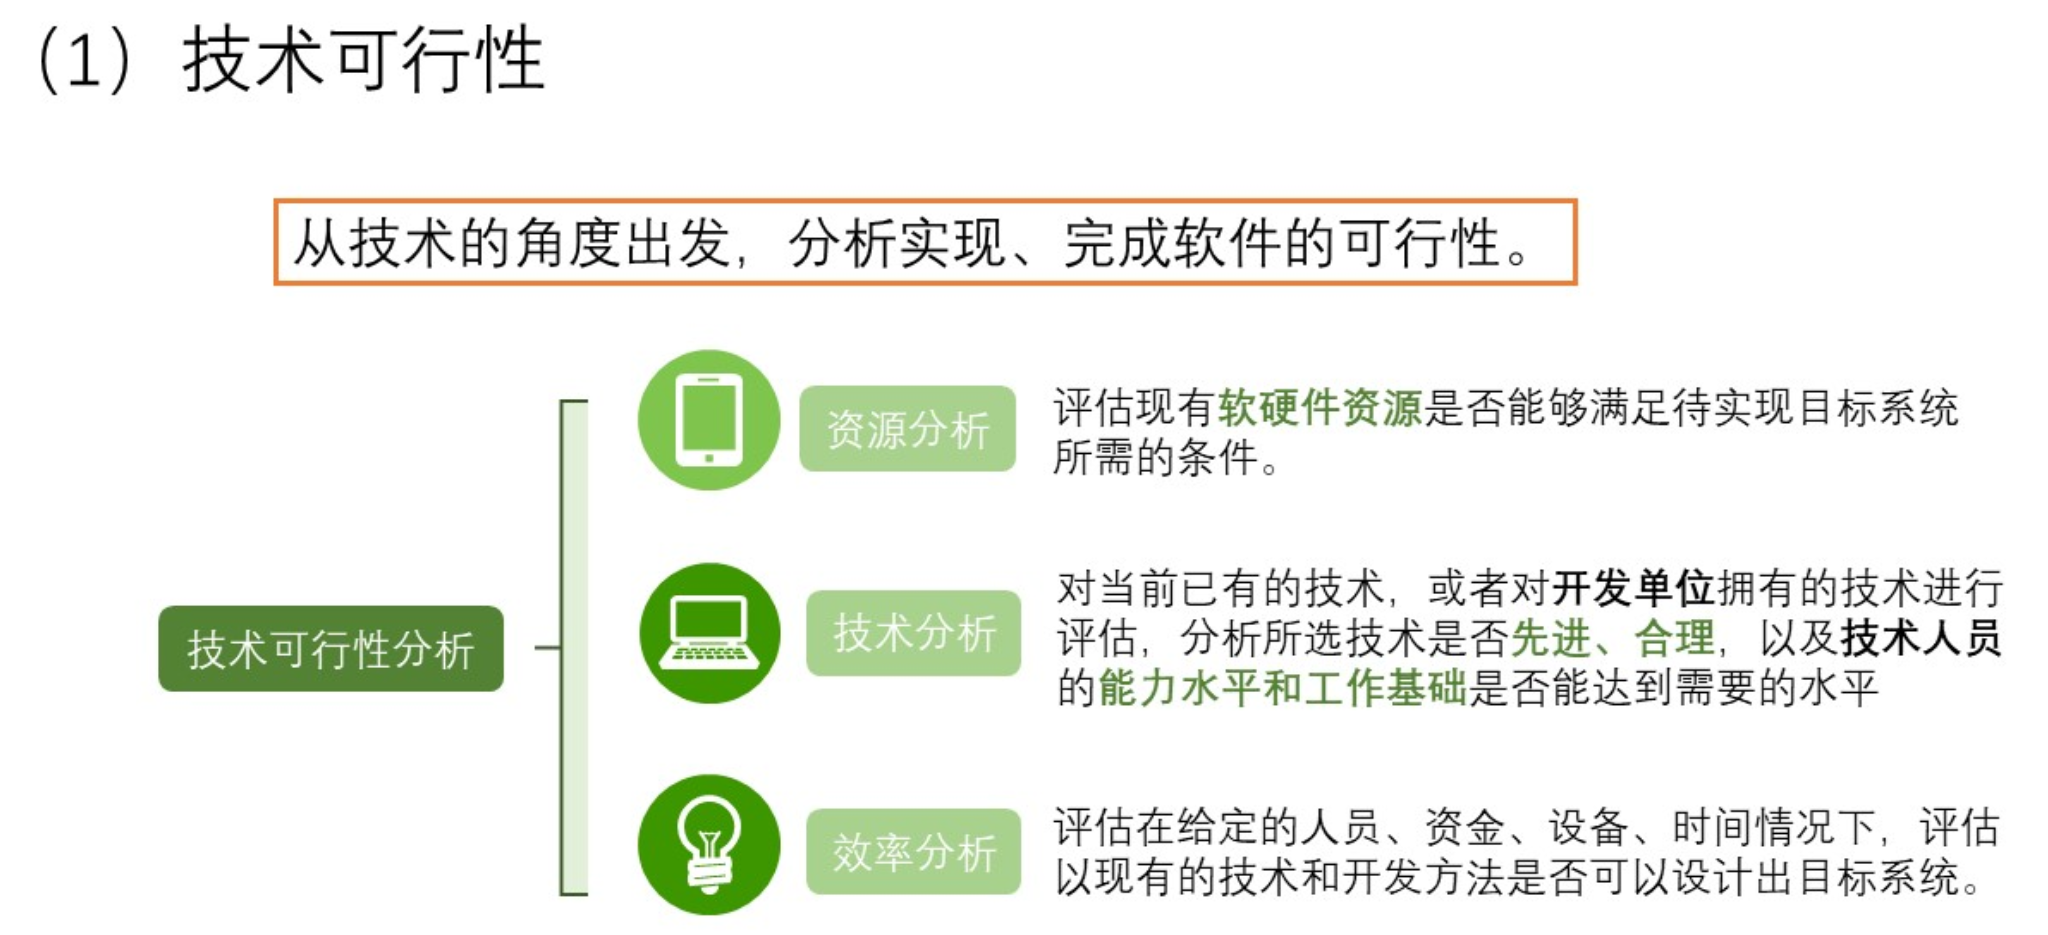 (1) 技术可行性
从技术的角度出发，分析实现、完成软件的可行性。
技术可行性分析
资源分析
评估现有软硬件资源是否能够满足待实现目标系统
所需的条件。
技术分析
对当前已有的技术，或者对开发单位拥有的技术进行
评估，分析所选技术是否先进、合理，以及技术人员
的能力水平和工作基础是否能达到需要的水平
效率分析
评估在给定的人员、资金、设备、时间情况下，评估
以现有的技术和开发方法是否可以设计出目标系统。